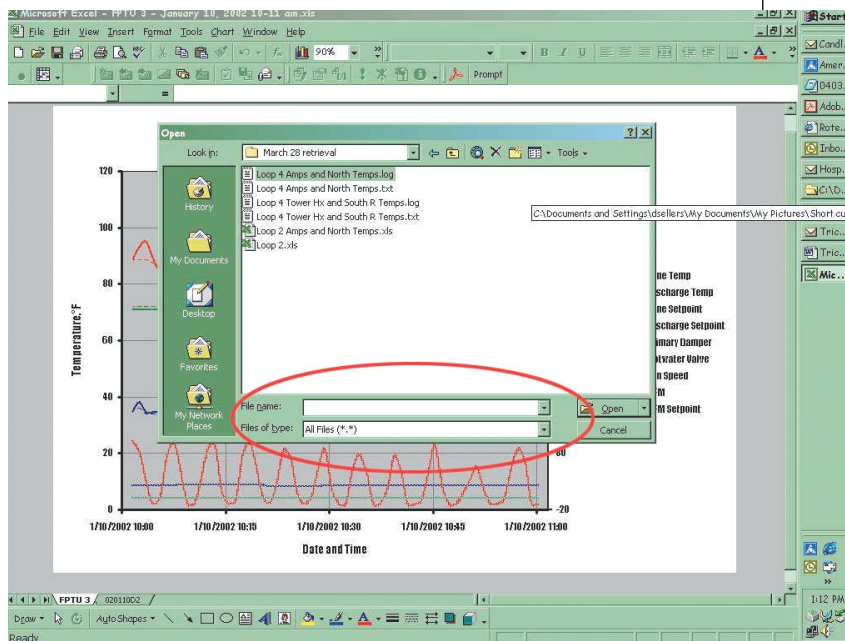 Microsoft Excel - FPTU 3 - January 10, 2002 10-11 am.xls
File Edit View Insert Format Tools Chart Window Help
90%
B I U
A
Prompt
=
Open
Look in:
March 28 retrieval
Tools
History
My Documents
Desktop
Favorites
My Network Places
Loop 4 Amps and North Temps.log
Loop 4 Amps and North Temps.txt
Loop 4 Tower Hx and South R Temps.log
Loop 4 Tower Hx and South R Temps.txt
Loop 2 Amps and North Temps.xls
Loop 2.xls
C:\Documents and Settings\dsellers\My Documents\My Pictures\Short cu
File name:
Open
Files of type:
All Files (*.*)
Cancel
Temperature,°F
120
100
80
60
40
20
0
ne Temp
scharge Temp
ne Setpoint
scharge Setpoint
imary Damper
otwater Valve
n Speed
M
M Setpoint
80
-20
1/10/2002 10:00
1/10/2002 10:15
1/10/2002 10:30
1/10/2002 10:45
1/10/2002 11:00
Date and Time
FPTU 3
020110D2
Draw
AutoShapes
A
Ready
Start
Candl.
Amer.
0403.
Adob..
Rote..
Inbo..
Hosp.
C:\D..
Tric..
Tric..
Mic..
1:12 PM